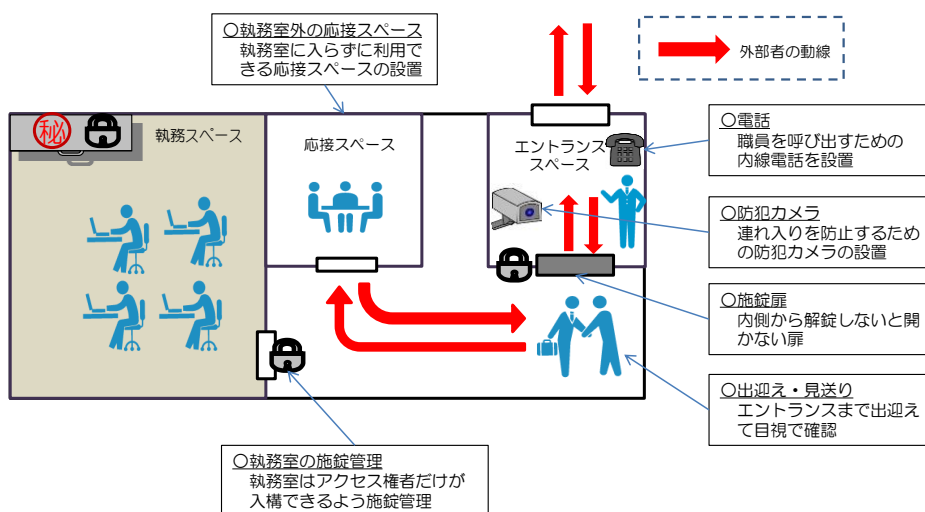 ○執務室外の応接スペース
執務室に入らずに利用で
きる応接スペースの設置
外部者の動線
㊙
執務スペース
応接スペース
エントランス
スペース
○電話
職員を呼び出すための
内線電話を設置
○防犯カメラ
連れ入りを防止するため
の防犯カメラの設置
○施錠扉
内側から解錠しないと開
かない扉
○出迎え・見送り
エントランスまで出迎え
て目視で確認
○執務室の施錠管理
執務室はアクセス権者だけが
入構できるよう施錠管理